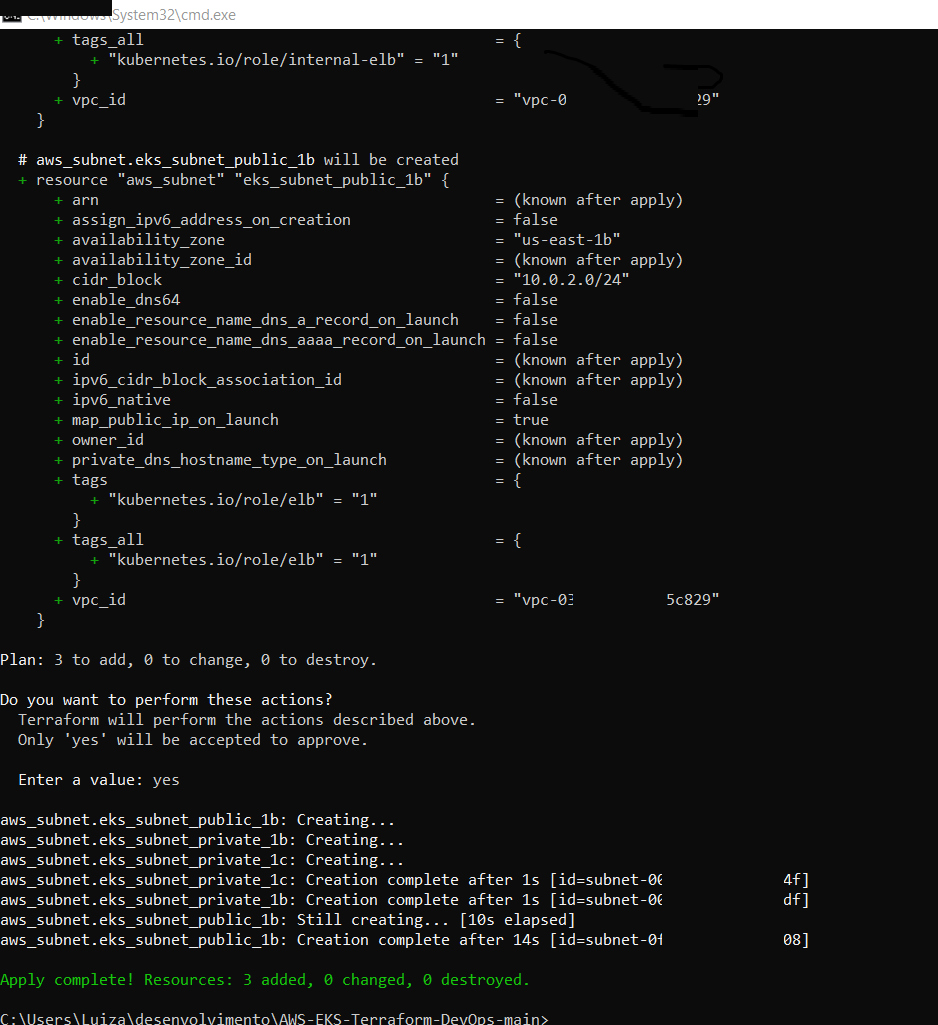 C:\Windows\System32\cmd.exe
+ tags_all = {
+ "kubernetes.io/role/internal-elb" = "1"
}
+ vpc_id = "vpc-0 29"
}
# aws_subnet.eks_subnet_public_1b will be created
+ resource "aws_subnet" "eks_subnet_public_1b" {
+ arn = (known after apply)
+ assign_ipv6_address_on_creation = false
+ availability_zone = "us-east-1b"
+ availability_zone_id = (known after apply)
+ cidr_block = "10.0.2.0/24"
+ enable_dns64 = false
+ enable_resource_name_dns_a_record_on_launch = false
+ enable_resource_name_dns_aaaa_record_on_launch = false
+ id = (known after apply)
+ ipv6_cidr_block_association_id = (known after apply)
+ ipv6_native = false
+ map_public_ip_on_launch = true
+ owner_id = (known after apply)
+ private_dns_hostname_type_on_launch = (known after apply)
+ tags = {
+ "kubernetes.io/role/elb" = "1"
}
+ tags_all = {
+ "kubernetes.io/role/elb" = "1"
}
+ vpc_id = "vpc-03 5c829"
}
Plan: 3 to add, 0 to change, 0 to destroy.
Do you want to perform these actions?
Terraform will perform the actions described above.
Only 'yes' will be accepted to approve.
Enter a value: yes
aws_subnet.eks_subnet_public_1b: Creating...
aws_subnet.eks_subnet_private_1b: Creating...
aws_subnet.eks_subnet_private_1c: Creating...
aws_subnet.eks_subnet_private_1c: Creation complete after 1s [id=subnet-00 4f]
aws_subnet.eks_subnet_private_1b: Creation complete after 1s [id=subnet-00 df]
aws_subnet.eks_subnet_public_1b: Still creating... [10s elapsed]
aws_subnet.eks_subnet_public_1b: Creation complete after 14s [id=subnet-0f 08]
Apply complete! Resources: 3 added, 0 changed, 0 destroyed.
C:\Users\Luiza\desenvolvimento\AWS-EKS-Terraform-DevOps-main>